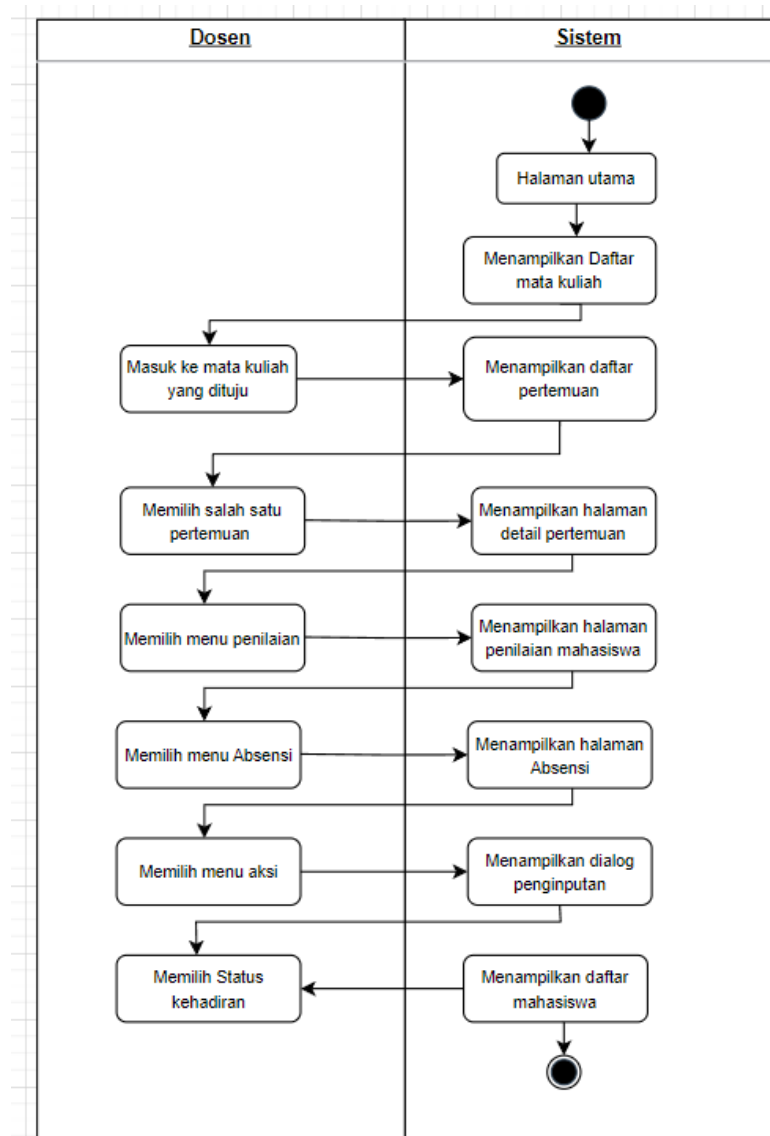 Dosen
Sistem
Halaman utama
Menampilkan Daftar
mata kuliah
Masuk ke mata kuliah
yang dituju
Menampilkan daftar
pertemuan
Memilih salah satu
pertemuan
Menampilkan halaman
detail pertemuan
Memilih menu penilaian
Menampilkan halaman
penilaian mahasiswa
Memilih menu Absensi
Menampilkan halaman
Absensi
Memilih menu aksi
Menampilkan dialog
penginputan
Memilih Status
kehadiran
Menampilkan daftar
mahasiswa